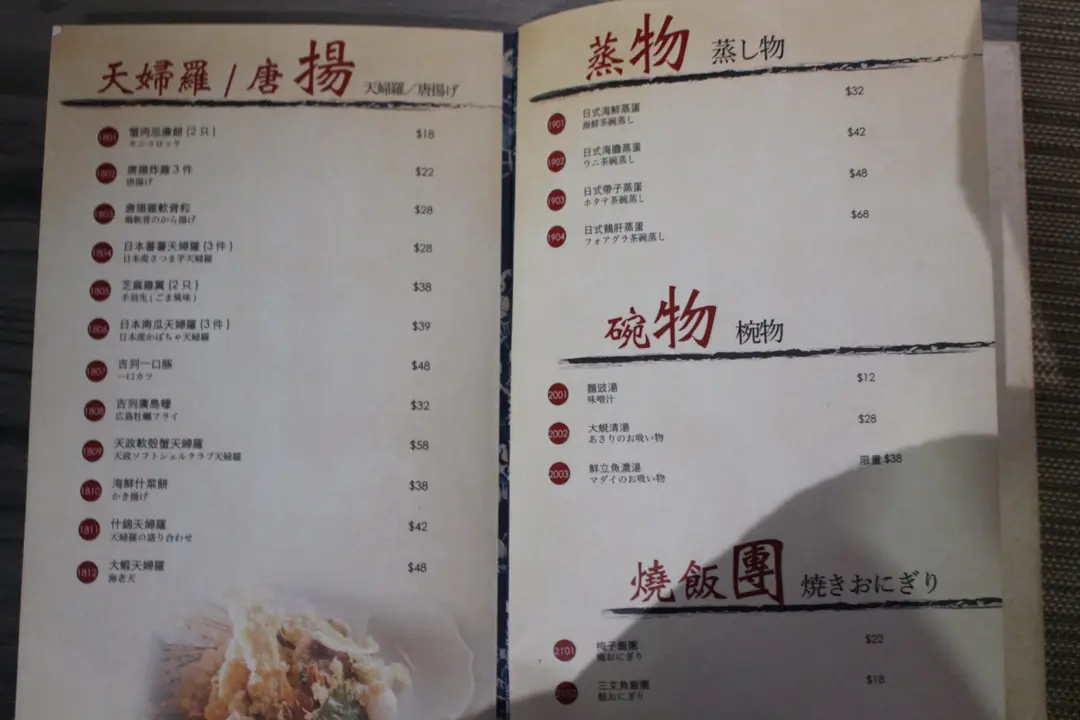 天婦羅/唐揚 天婦羅/唐揚げ
1801 蟹肉忌廉餅 (2只) $18
カニコロッケ
1802 唐揚炸雞3件 $22
唐揚げ
1803 唐揚雞軟骨粒 $28
鶏軟骨のから揚げ
1804 日本蕃薯天婦羅 (3件) $28
日本産さつま芋天婦羅
1805 芝麻雞翼 (2只) $38
手羽先 (ごま風味)
1806 日本南瓜天婦羅 (3件) $39
日本産かぼちゃ天婦羅
1807 吉列一口豚 $48
一口カツ
1808 吉列廣島蠔 $32
広島牡蠣フライ
1809 天政軟殼蟹天婦羅 $58
天政ソフトシェルクラブ天婦羅
1810 海鮮什菜餅 $38
かき揚げ
1811 什錦天婦羅 $42
天婦羅の盛り合わせ
1812 大蝦天婦羅 $48
海老天
蒸物 蒸し物
1901 日式海鮮蒸蛋 $32
海鮮茶碗蒸し
1902 日式海膽蒸蛋 $42
ウニ茶碗蒸し
1903 日式帶子蒸蛋 $48
ホタテ茶碗蒸し
1904 日式鵝肝蒸蛋 $68
フォアグラ茶碗蒸し
碗物 椀物
2001 麵豉湯 $12
味噌汁
2002 大蜆清湯 $28
あさりのお吸い物
2003 鮮立魚濃湯 限量 $38
マダイのお吸い物
燒飯團 焼きおにぎり
2101 梅子飯團 $22
梅おにぎり
2102 三文魚飯團 $18
鮭おにぎり